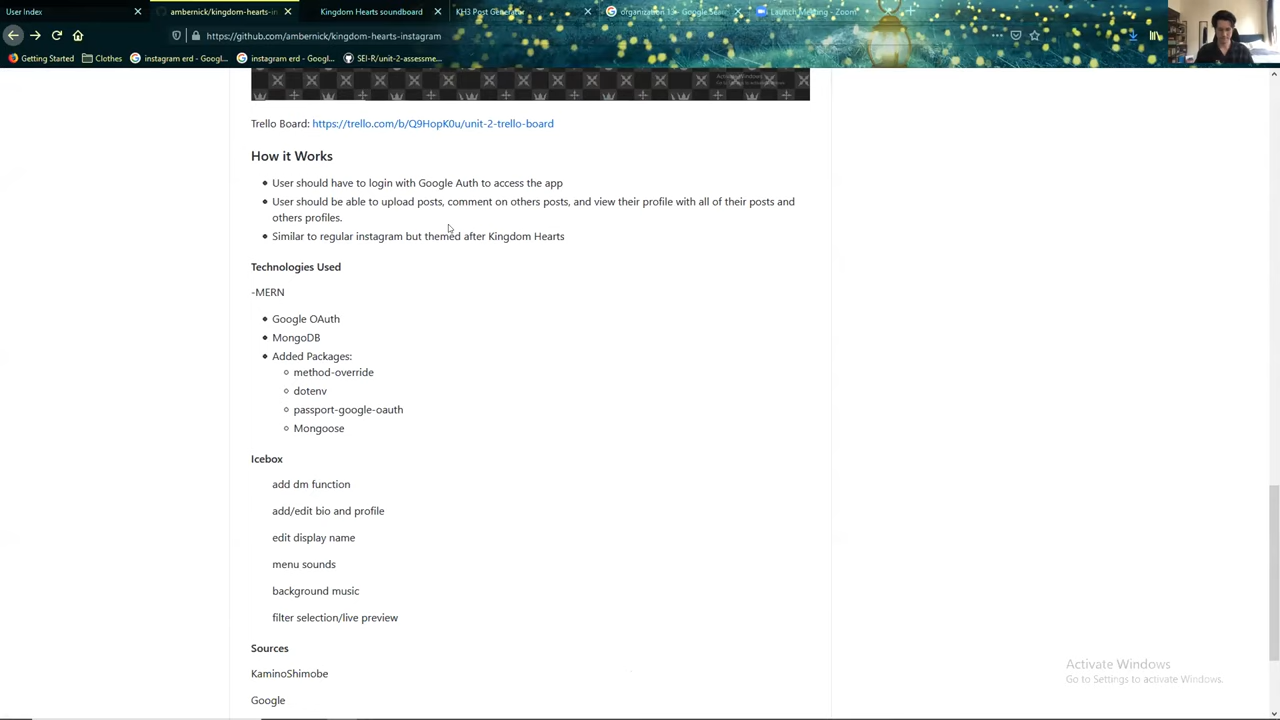 User Index
ambernick/kingdom-hearts-in
Kingdom Hearts soundboard
KH3 Post Generator
organization 13 - Google Sear
Launch Meeting - Zoom
https://github.com/ambernick/kingdom-hearts-instagram
Getting Started
Clothes
instagram erd - Googl...
instagram erd - Googl...
SEI-R/unit-2-assessme...
Activate Windows
Trello Board: https://trello.com/b/Q9HopK0u/unit-2-trello-board
How it Works
User should have to login with Google Auth to access the app
User should be able to upload posts, comment on others posts, and view their profile with all of their posts and
others profiles.
Similar to regular instagram but themed after Kingdom Hearts
Technologies Used
-MERN
Google OAuth
MongoDB
Added Packages:
method-override
dotenv
passport-google-oauth
Mongoose
Icebox
add dm function
add/edit bio and profile
edit display name
menu sounds
background music
filter selection/live preview
Sources
KaminoShimobe
Google
Activate Windows
Go to Settings to activate Windows.